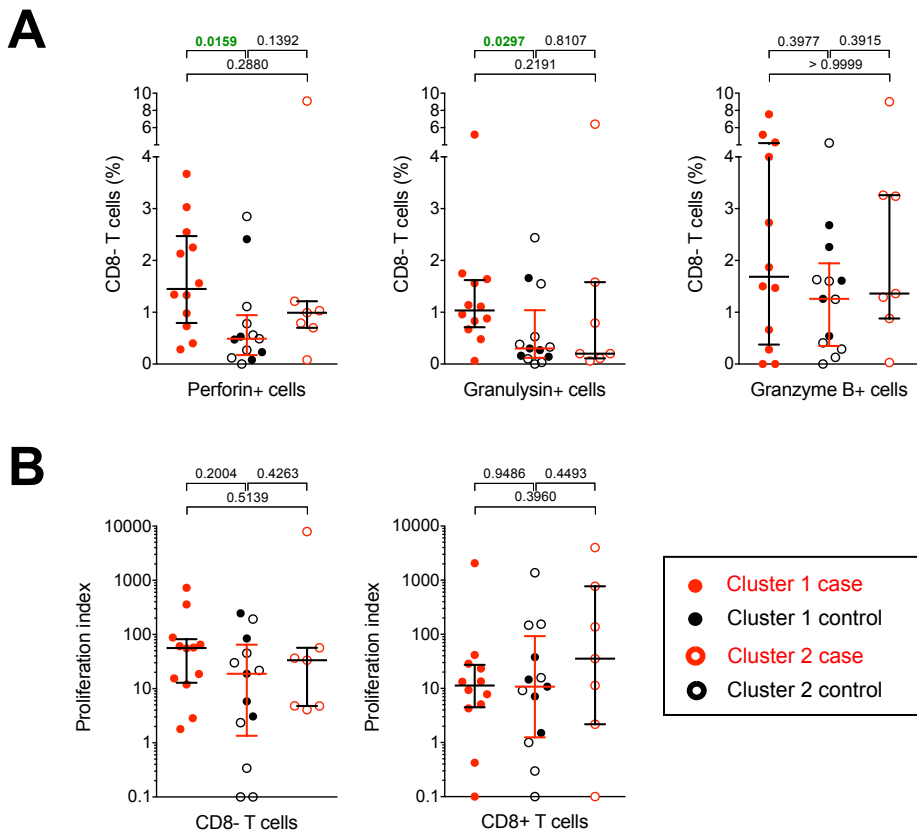 A
0.0159 0.1392
0.2880
10
8
6
4
3
2
1
0
CD8- T cells (%)
Perforin+ cells
0.0297 0.8107
0.2191
10
8
6
4
3
2
1
0
CD8- T cells (%)
Granulysin+ cells
0.3977 0.3915
> 0.9999
10
8
6
4
3
2
1
0
CD8- T cells (%)
Granzyme B+ cells
B
0.2004 0.4263
0.5139
10000
1000
100
10
1
0.1
Proliferation index
CD8- T cells
0.9486 0.4493
0.3960
10000
1000
100
10
1
0.1
Proliferation index
CD8+ T cells
Cluster 1 case
Cluster 1 control
Cluster 2 case
Cluster 2 control